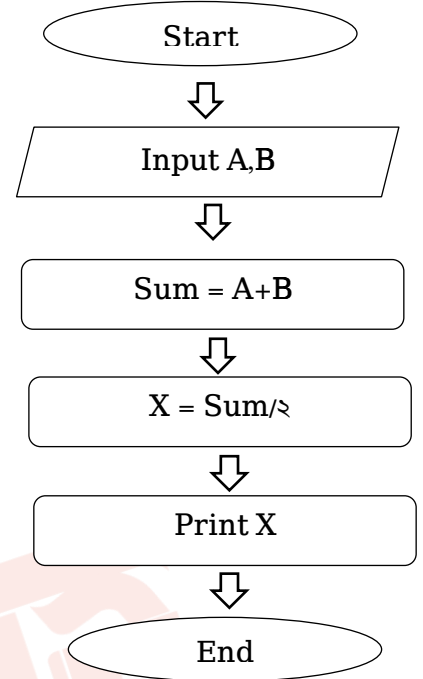 Start
Input A,B
Sum = A+B
X = Sum/২
Print X
End